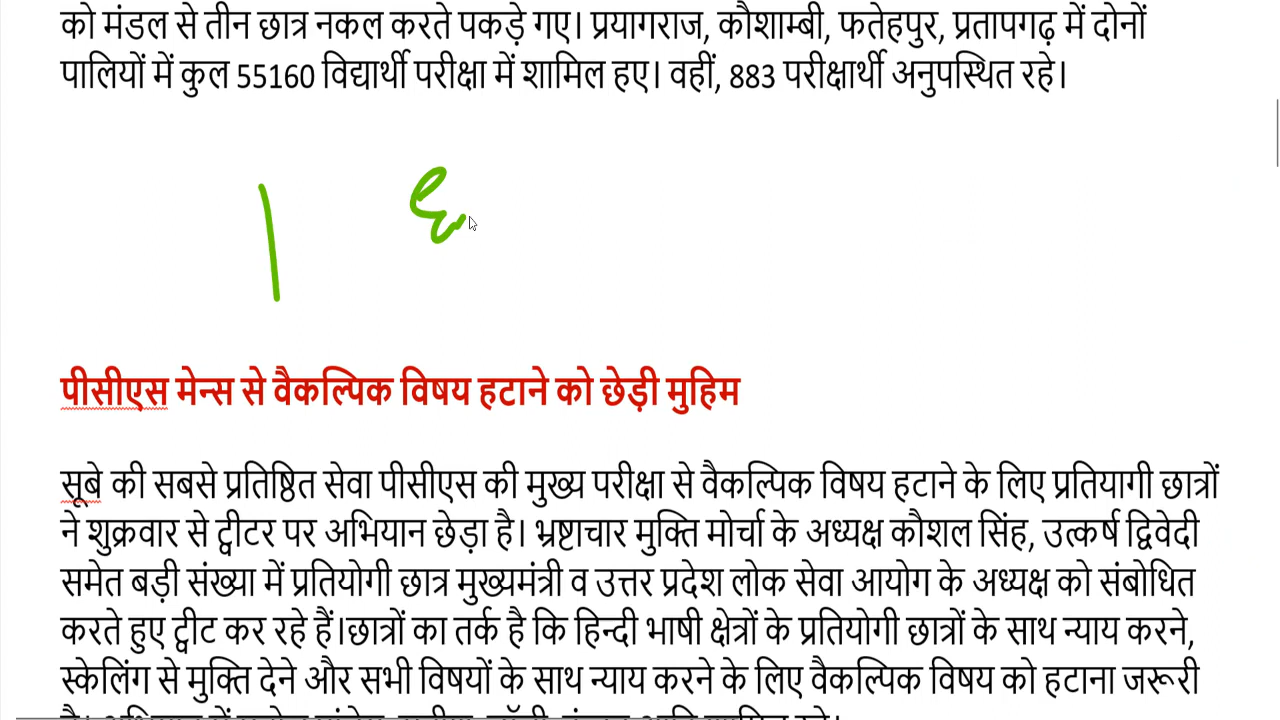 को मंडल से तीन छात्र नकल करते पकड़े गए। प्रयागराज, कौशाम्बी, फतेहपुर, प्रतापगढ़ में दोनों
पालियों में कुल 55160 विद्यार्थी परीक्षा में शामिल हए। वहीं, 883 परीक्षार्थी अनुपस्थित रहे।
पीसीएस मेन्स से वैकल्पिक विषय हटाने को छेड़ी मुहिम
सूबे की सबसे प्रतिष्ठित सेवा पीसीएस की मुख्य परीक्षा से वैकल्पिक विषय हटाने के लिए प्रतियागी छात्रों
ने शुक्रवार से ट्वीटर पर अभियान छेड़ा है। भ्रष्टाचार मुक्ति मोर्चा के अध्यक्ष कौशल सिंह, उत्कर्ष द्विवेदी
समेत बड़ी संख्या में प्रतियोगी छात्र मुख्यमंत्री व उत्तर प्रदेश लोक सेवा आयोग के अध्यक्ष को संबोधित
करते हुए ट्वीट कर रहे हैं।छात्रों का तर्क है कि हिन्दी भाषी क्षेत्रों के प्रतियोगी छात्रों के साथ न्याय करने,
स्केलिंग से मुक्ति देने और सभी विषयों के साथ न्याय करने के लिए वैकल्पिक विषय को हटाना जरूरी